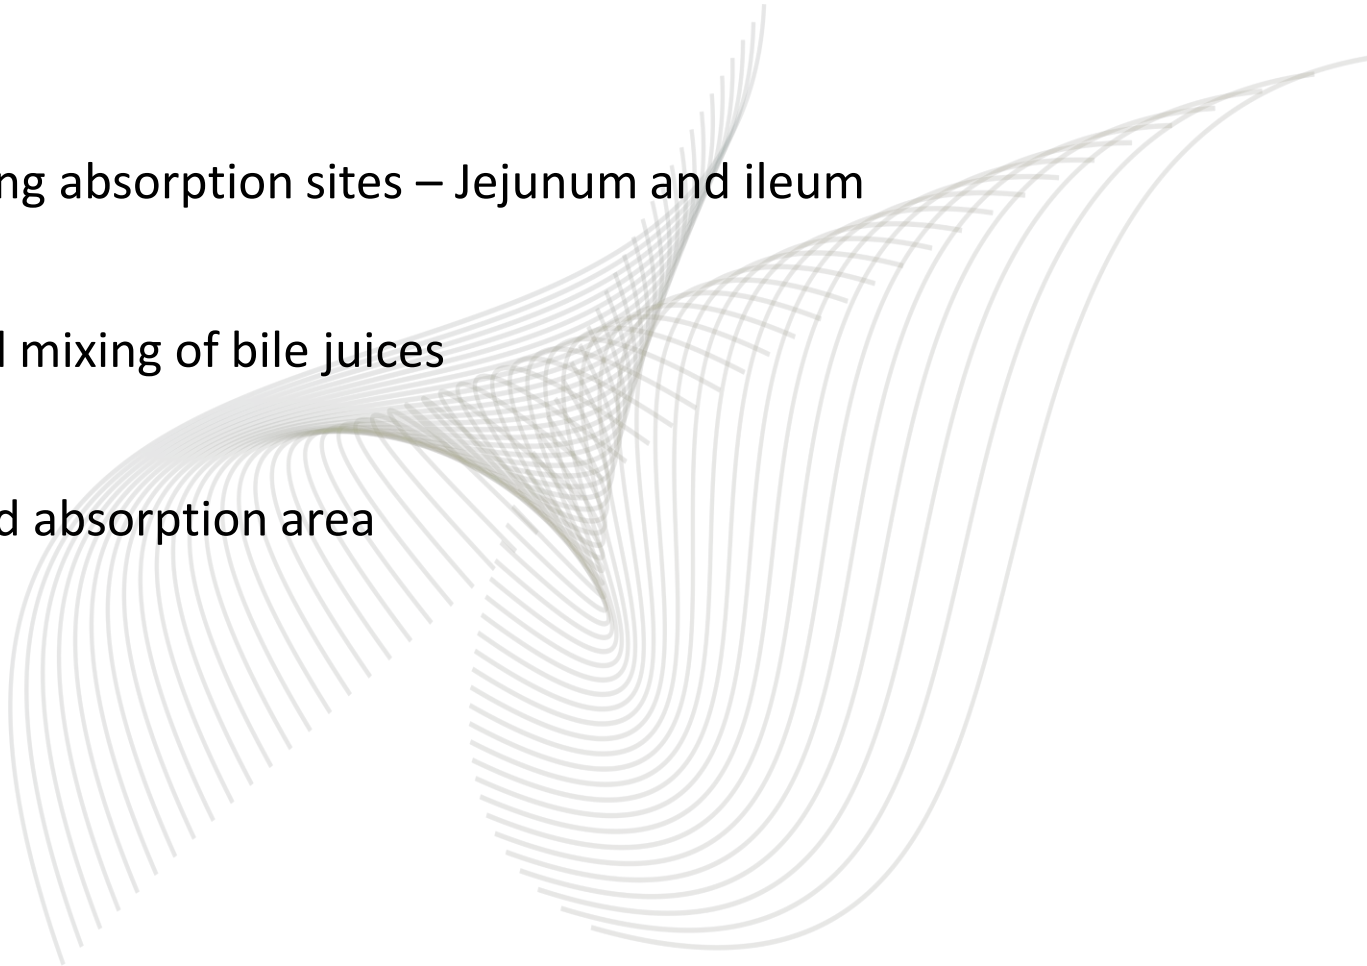 ng absorption sites – Jejunum and ileum
mixing of bile juices
d absorption area